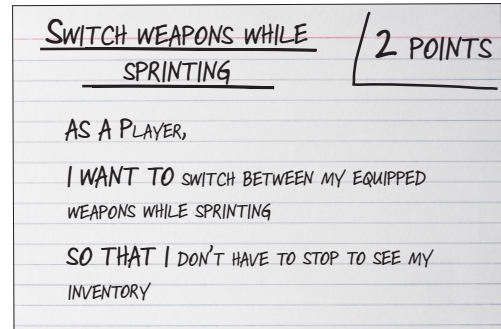 Switch weapons while
sprinting
2 points
As a Player,
I want to switch between my equipped
weapons while sprinting
so that I don't have to stop to see my
inventory